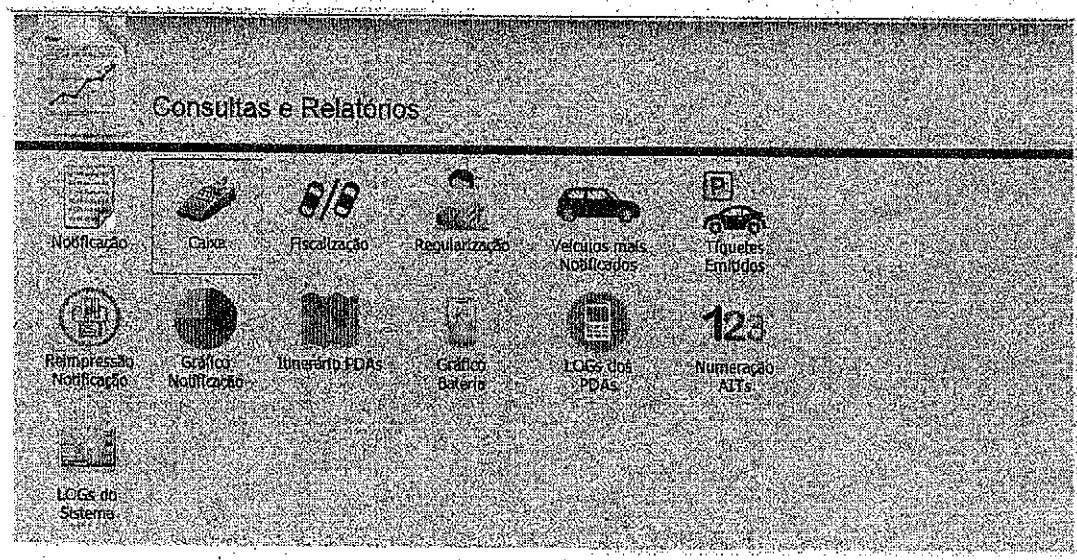 Consultas e Relatórios
Notificação
Caixa
Fiscalização
Regularização
Veículos mais
Notificados
P
Tíquetes
Emitidos
Reimpressão
Notificação
Gráfico
Notificação
Itinerário PDAs
Gráfico
Bateria
LOGs dos
PDAs
123
Numeração
AITs
LOGs do
Sistema